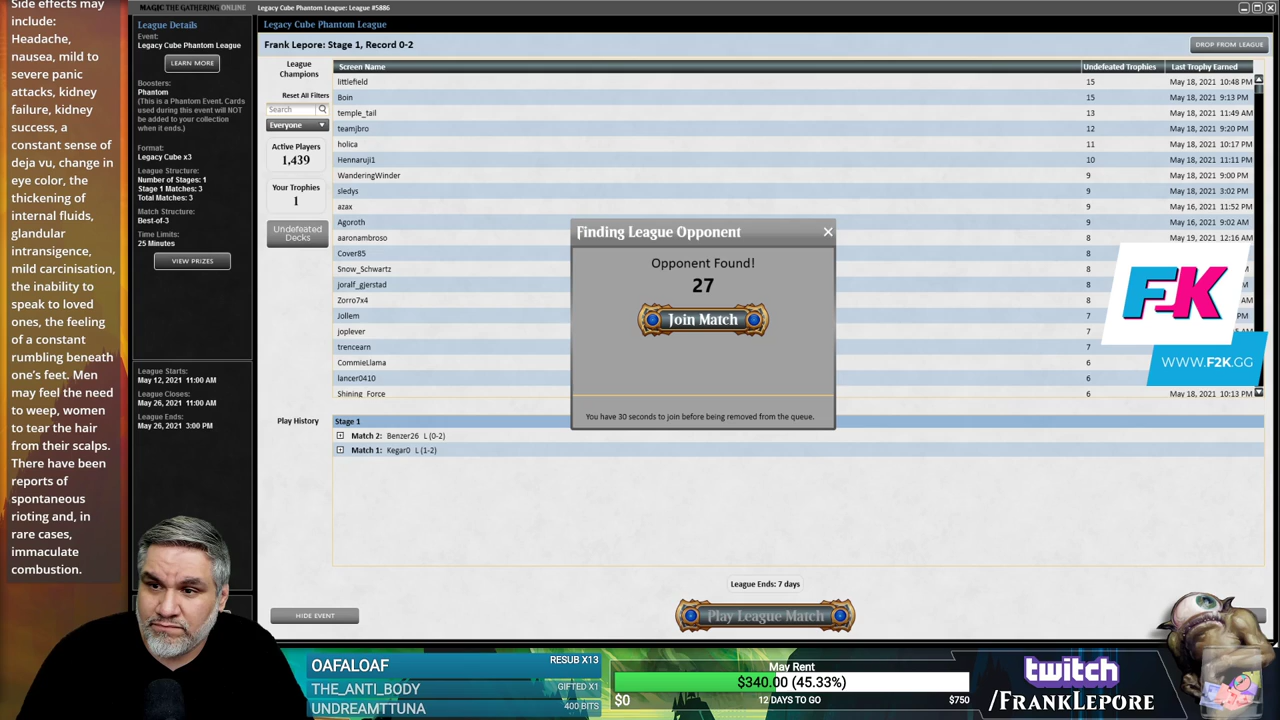 Side effects may
include:
Headache,
nausea, mild to
severe panic
attacks, kidney
failure, kidney
success, a
constant sense of
deja vu, change in
eye color, the
thickening of
internal fluids,
glandular
intransigence,
mild carcinisation,
the inability to
speak to loved
ones, the feeling
of a constant
rumbling beneath
one's feet. Men
may feel the need
to weep, women
to tear the hair
from their scalps.
There have been
reports of
spontaneous
rioting and, in
rare cases,
immaculate
combustion.
MAGIC THE GATHERING ONLINE
League Details
Event:
Legacy Cube Phantom League
LEARN MORE
Boosters:
Phantom
(This is a Phantom Event. Cards
used during this event will NOT
be added to your collection
when it ends.)
Format:
Legacy Cube x3
League Structure:
Number of Stages: 1
Stage 1 Matches: 3
Total Matches: 3
Match Structure:
Best-of-3
Time Limits:
25 Minutes
VIEW PRIZES
League Starts:
May 12, 2021 11:00 AM
League Closes:
May 26, 2021 11:00 AM
League Ends:
May 26, 2021 3:00 PM
Legacy Cube Phantom League: League #5886
Legacy Cube Phantom League
Frank Lepore: Stage 1, Record 0-2
DROP FROM LEAGUE
League
Champions
Reset All Filters
Search
Everyone
Active Players
1,439
Your Trophies
1
Undefeated
Decks
Screen Name Undefeated Trophies Last Trophy Earned
littlefield 15 May 18, 2021 10:48 PM
Boin 15 May 18, 2021 9:13 PM
temple_tail 13 May 18, 2021 11:49 AM
teamjbro 12 May 18, 2021 9:20 PM
holica 11 May 18, 2021 10:17 PM
Hennaruji1 10 May 18, 2021 11:11 PM
WanderingWinder 9 May 18, 2021 9:00 PM
sledys 9 May 18, 2021 3:02 PM
azax 9 May 16, 2021 11:52 PM
Agoroth 9 May 16, 2021 9:02 AM
aaronambroso 8 May 19, 2021 12:16 AM
Cover85 8
Snow_Schwartz 8
joralf_gjerstad 8
Zorro7x4 8
Jollem 7
joplever 7
trencearn 7
CommieLlama 6
lancer0410 6
Shining_Force 6 May 18, 2021 10:13 PM
Finding League Opponent
Opponent Found!
27
Join Match
You have 30 seconds to join before being removed from the queue.
F2K
WWW.F2K.GG
Play History
Stage 1
Match 2: Benzer26 L (0-2)
Match 1: Kegar0 L (1-2)
League Ends: 7 days
HIDE EVENT
Play League Match
OAFALOAF RESUB X13
THE_ANTI_BODY GIFTED X1
UNDREAMTTUNA 400 BITS
May Rent
$340.00 (45.33%)
$0 12 DAYS TO GO $750
twitch
/FRANKLEPORE